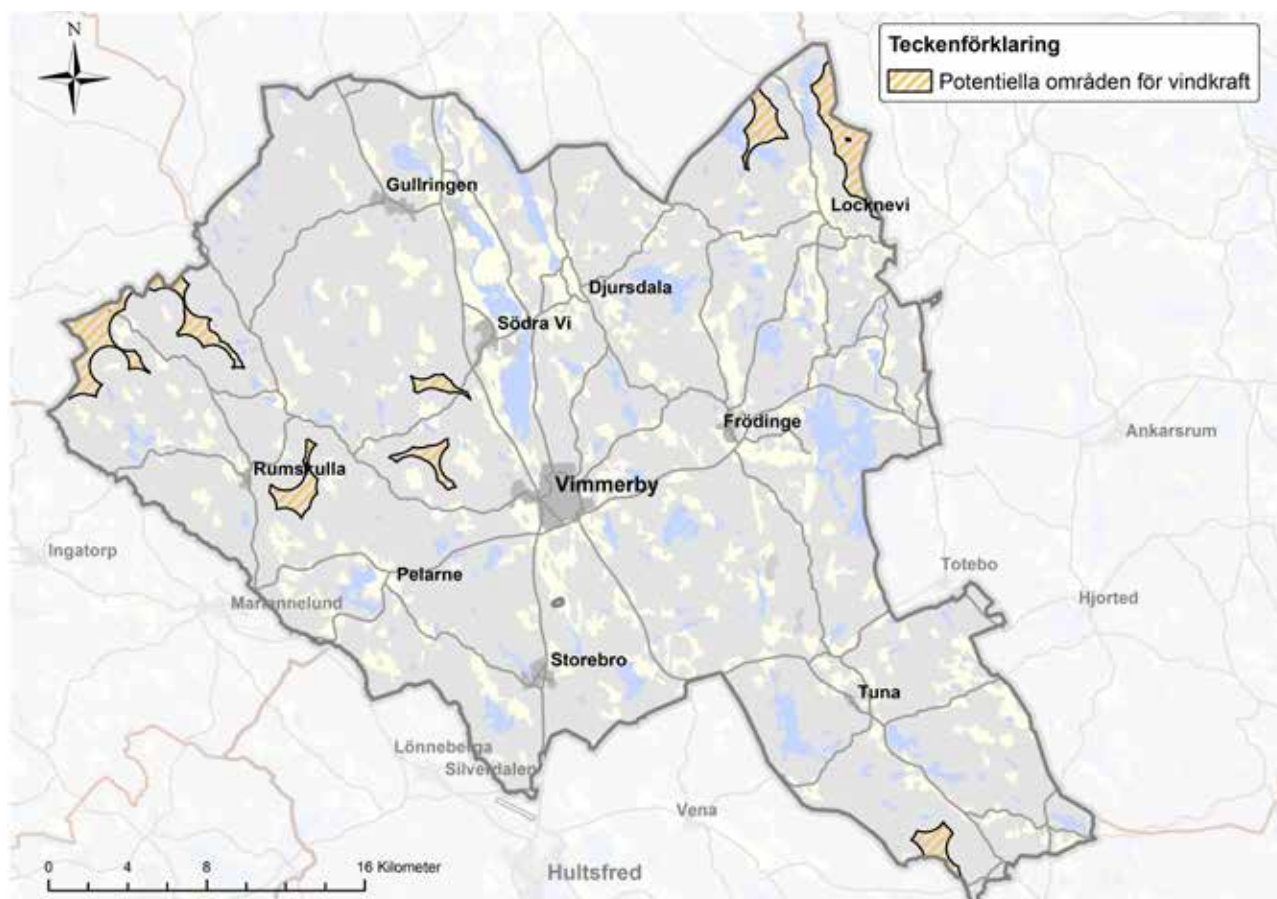 N
Teckenförklaring
Potentiella områden för vindkraft
Gullringen
Locknevi
Djursdala
Södra Vi
Frödinge
Ankarsrum
Rumskulla
Vimmerby
Ingatorp
Totebo
Pelarne
Mariannelund
Hjorted
Storebro
Tuna
Lönneberga
Silverdalen
Vena
0 4 8 16 Kilometer
Hultsfred